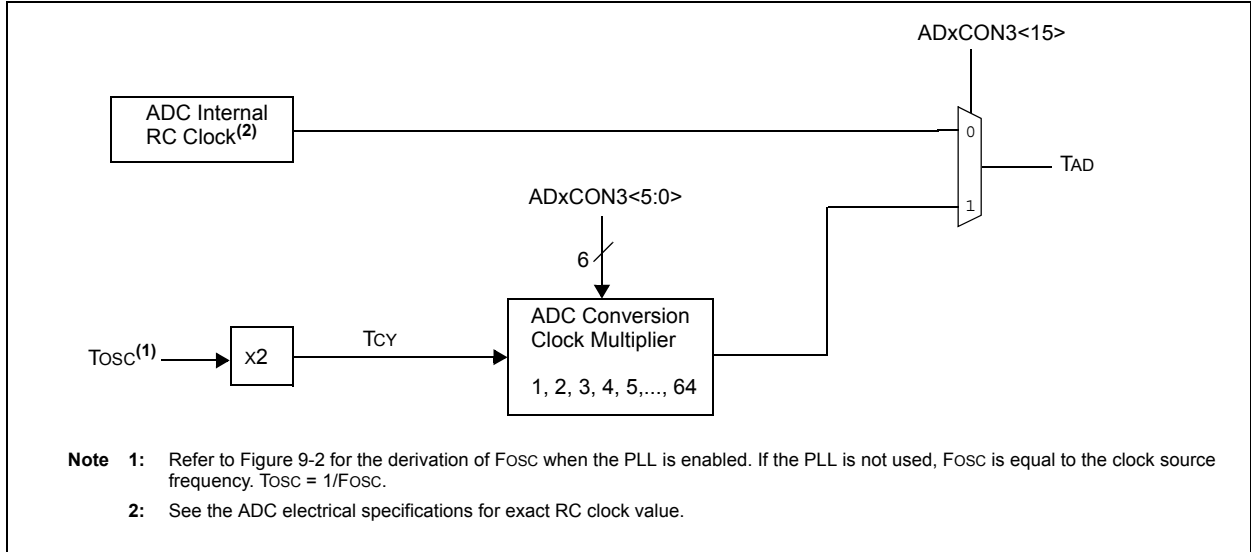 ADxCON3<15>
ADC Internal
RC Clock(2)
0
TAD
ADxCON3<5:0>
1
6
ADC Conversion
Clock Multiplier
TOSC(1)
X2
TCY
1, 2, 3, 4, 5,..., 64
Note 1: Refer to Figure 9-2 for the derivation of FOSC when the PLL is enabled. If the PLL is not used, FOSC is equal to the clock source
frequency. TOSC = 1/FOSC.
2: See the ADC electrical specifications for exact RC clock value.